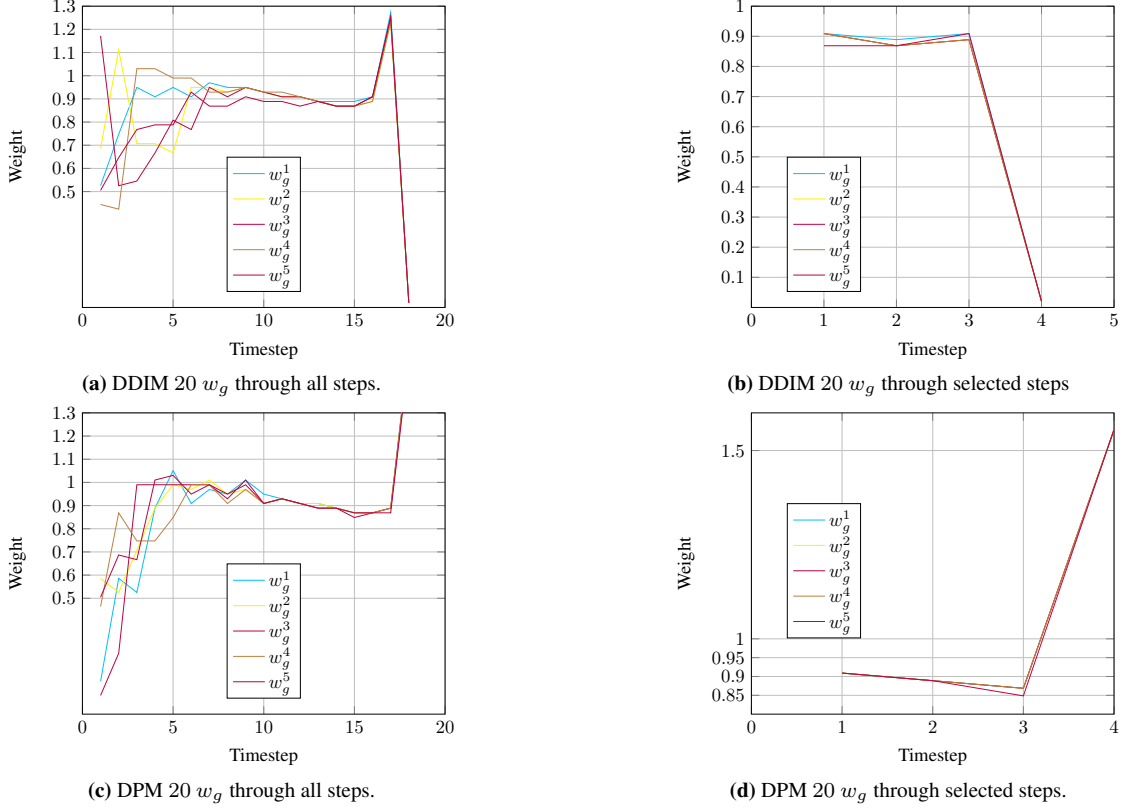 1.3
1.2
1.1
1
0.9
0.8
0.7
0.6
0.5
Weight
w_g^1
w_g^2
w_g^3
w_g^4
w_g^5
0 5 10 15 20
Timestep
(a) DDIM 20 w_g through all steps.
1
0.9
0.8
0.7
0.6
0.5
0.4
0.3
0.2
0.1
Weight
w_g^1
w_g^2
w_g^3
w_g^4
w_g^5
0 1 2 3 4 5
Timestep
(b) DDIM 20 w_g through selected steps
1.3
1.2
1.1
1
0.9
0.8
0.7
0.6
0.5
Weight
w_g^1
w_g^2
w_g^3
w_g^4
w_g^5
0 5 10 15 20
Timestep
(c) DPM 20 w_g through all steps.
1.5
1
0.95
0.9
0.85
Weight
w_g^1
w_g^2
w_g^3
w_g^4
w_g^5
0 1 2 3 4
Timestep
(d) DPM 20 w_g through selected steps.